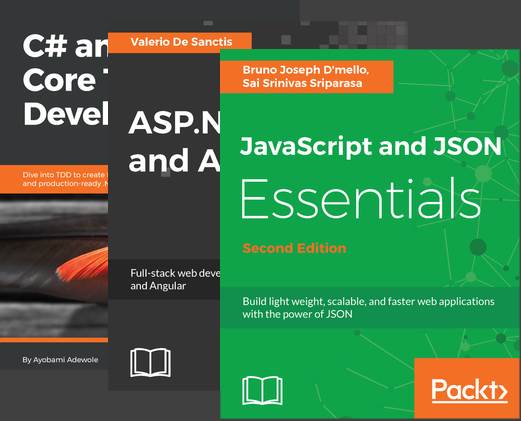 C# an
Core T
Devel
Dive into TDD to create
and production-ready .N
By Ayobami Adewole
Valerio De Sanctis
ASP.N
and A
Full-stack web deve
and Angular
Bruno Joseph D'mello,
Sai Srinivas Sriparasa
JavaScript and JSON
Essentials
Second Edition
Build light weight, scalable, and faster web applications
with the power of JSON
Packt>